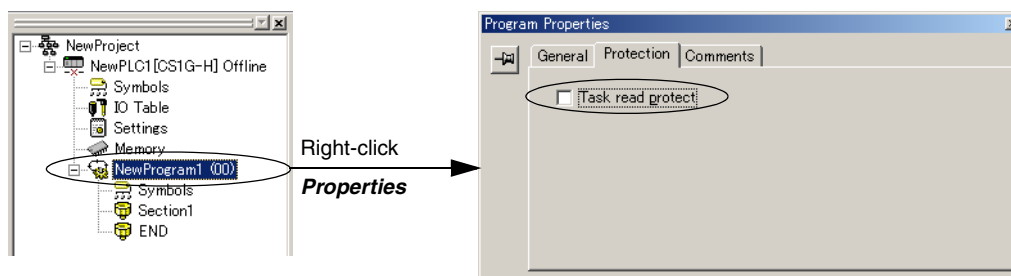 NewProject
NewPLC1[CS1G-H] Offline
Symbols
IO Table
Settings
Memory
NewProgram1 (00)
Symbols
Section1
END
Right-click
Properties
Program Properties
General Protection Comments
Task read protect